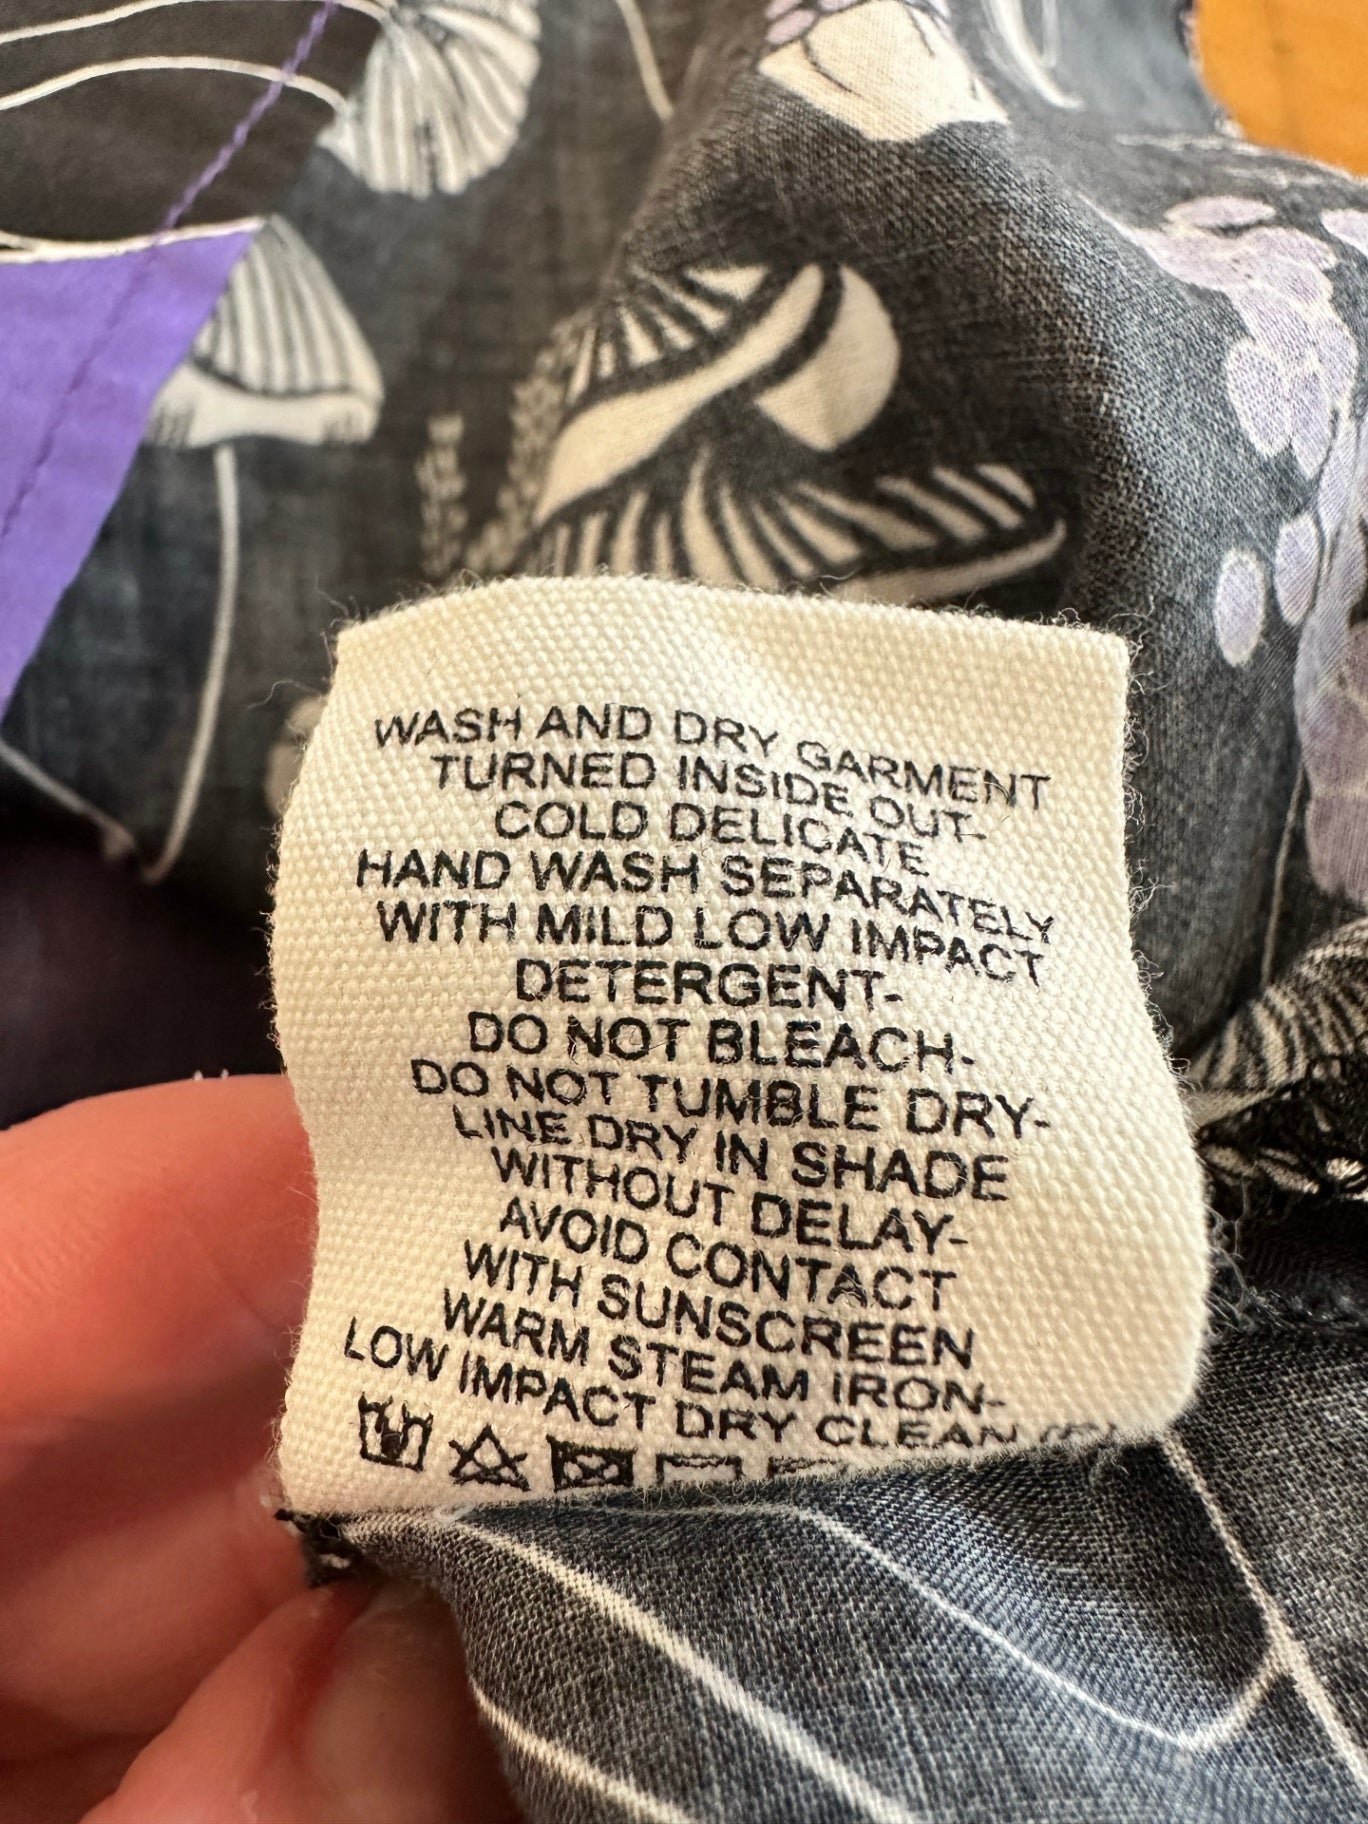 WASH AND DRY GARMENT
TURNED INSIDE OUT-
COLD DELICATE
HAND WASH SEPARATELY
WITH MILD LOW IMPACT
DETERGENT-
DO NOT BLEACH-
DO NOT TUMBLE DRY-
LINE DRY IN SHADE
WITHOUT DELAY-
AVOID CONTACT
WITH SUNSCREEN
WARM STEAM IRON-
LOW IMPACT DRY CLEAN